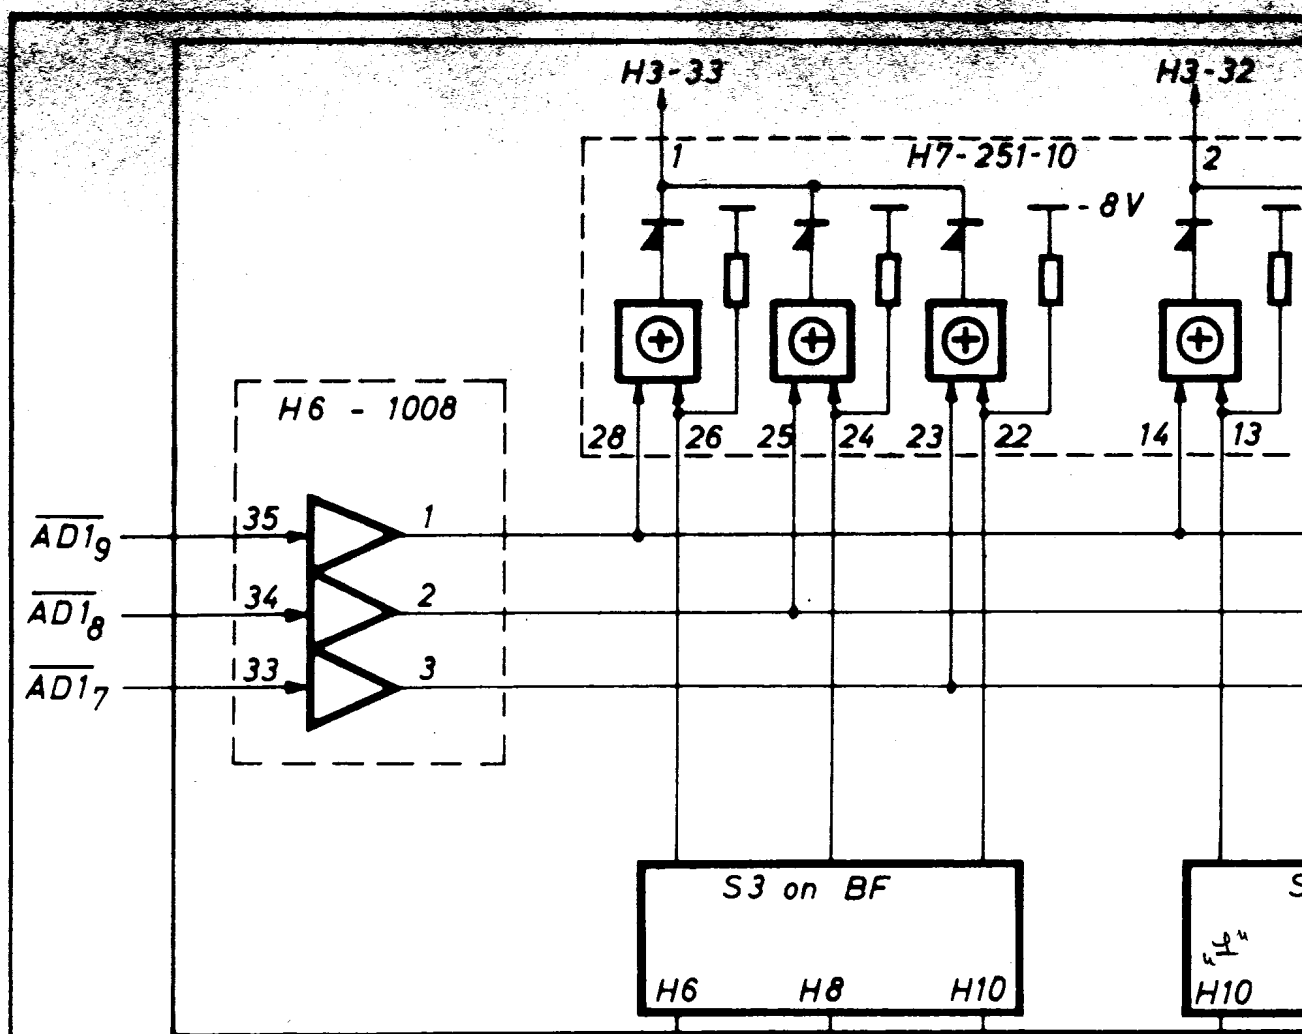 H3-33 H3-32
1 H7-251-10 2
- 8V
H6 - 1008
28 26 25 24 23 22 14 13
AD1₉ 35 1
AD1₈ 34 2
AD1₇ 33 3
S3 on BF S
"1"
H6 H8 H10 H10